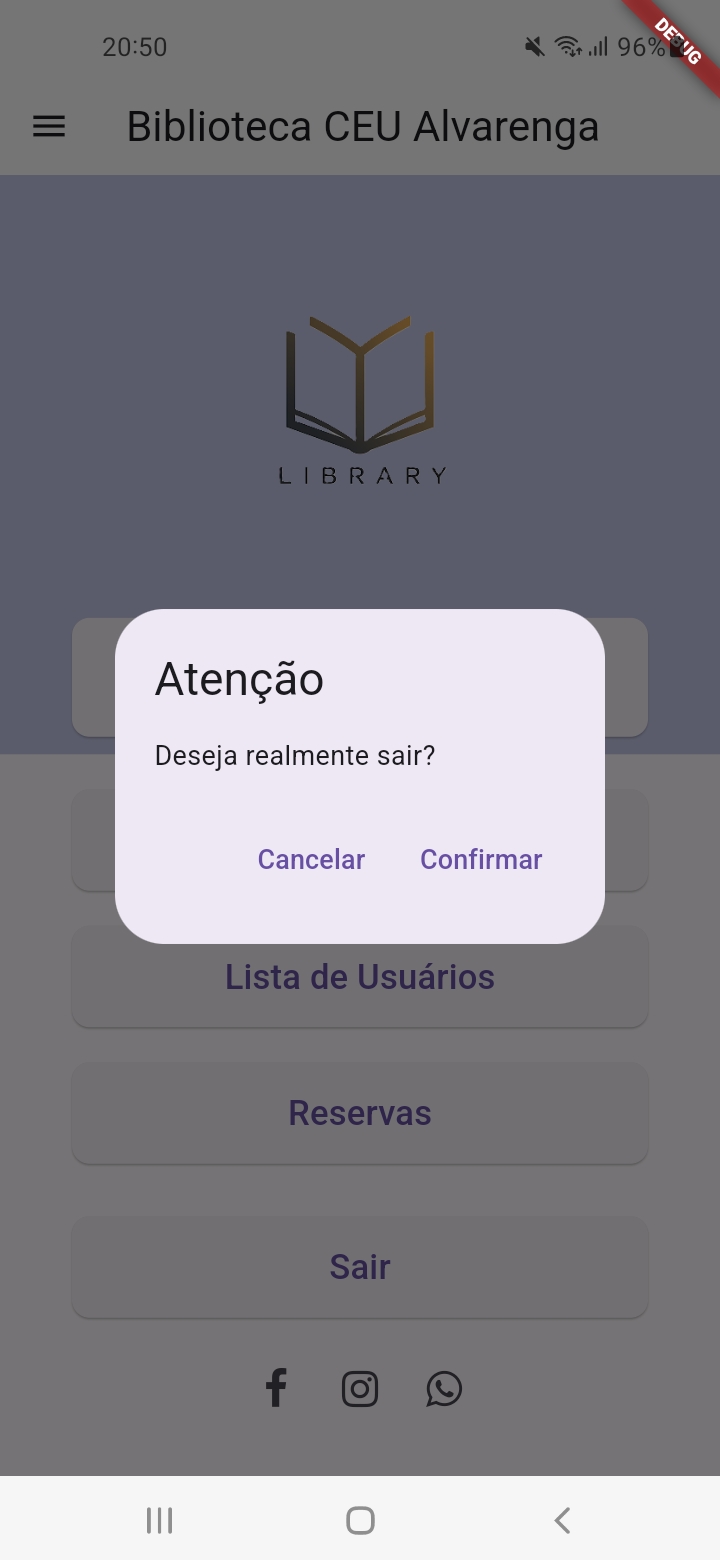 20:50
96%
DEBUG
Biblioteca CEU Alvarenga
LIBRARY
Atenção
Deseja realmente sair?
Cancelar Confirmar
Lista de Usuários
Reservas
Sair